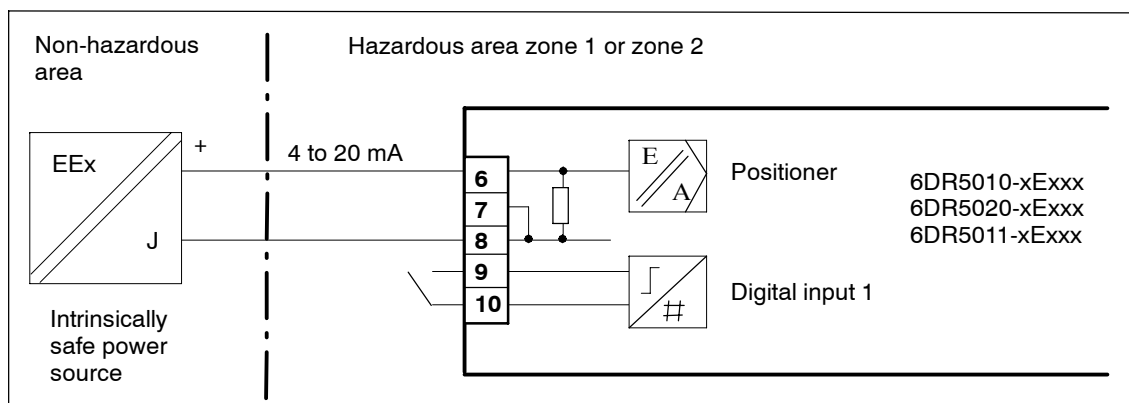 Non-hazardous
area
Hazardous area zone 1 or zone 2
EEx
+
4 to 20 mA
J
6
7
8
9
10
E
A
Positioner
6DR5010-xExxx
6DR5020-xExxx
6DR5011-xExxx
#
Digital input 1
Intrinsically
safe power
source